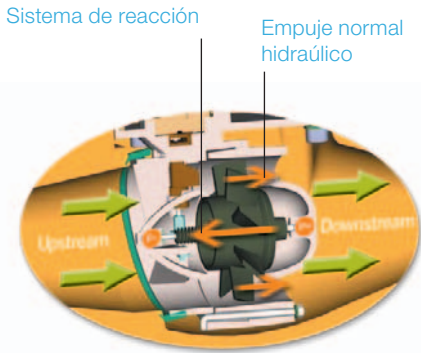 Sistema de reacción
Empuje normal
hidraúlico
Upstream
Downstream